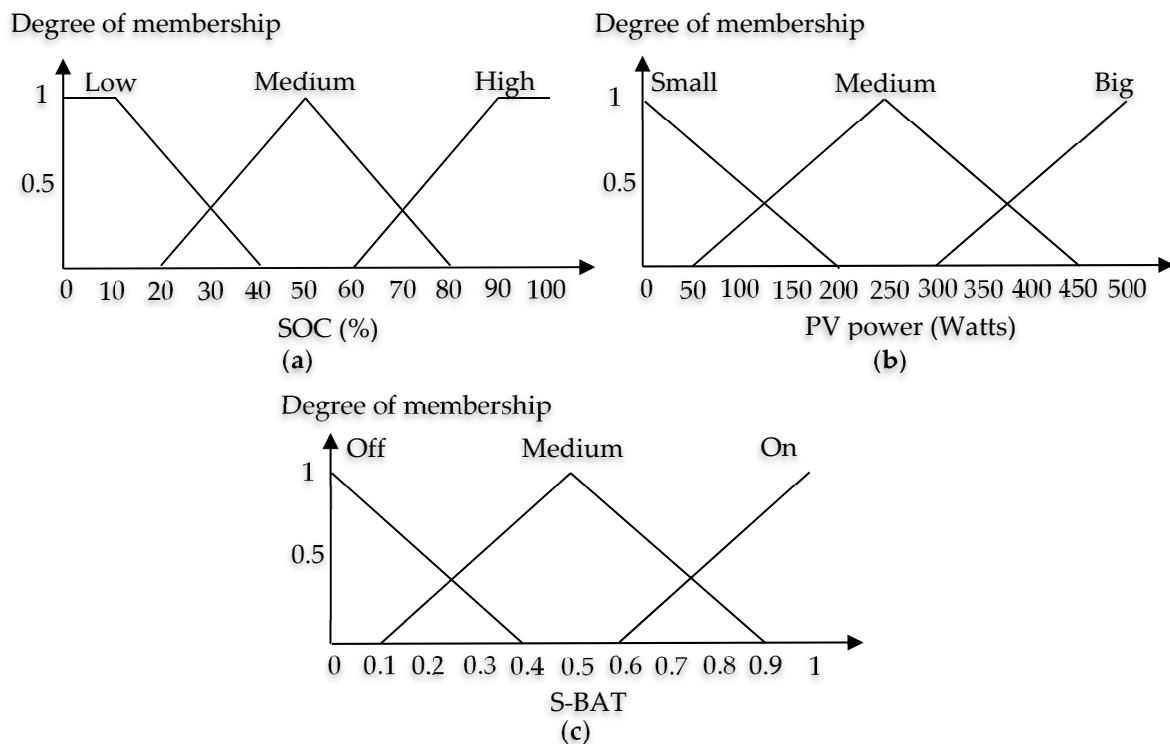 Degree of membership
Low Medium High
1
0.5
0 10 20 30 40 50 60 70 80 90 100
SOC (%)
(a)
Degree of membership
Small Medium Big
1
0.5
0 50 100 150 200 250 300 350 400 450 500
PV power (Watts)
(b)
Degree of membership
Off Medium On
1
0.5
0 0.1 0.2 0.3 0.4 0.5 0.6 0.7 0.8 0.9 1
S-BAT
(c)